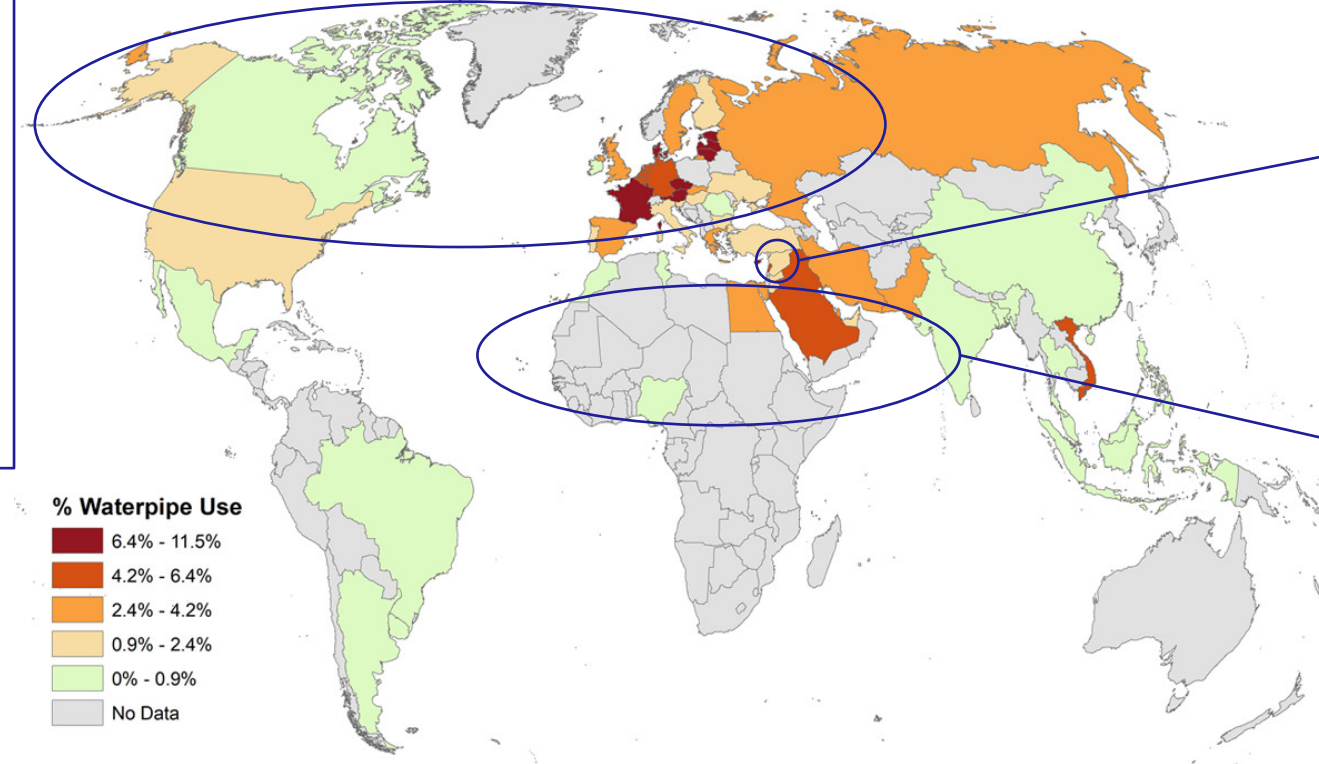 % Waterpipe Use
6.4% - 11.5%
4.2% - 6.4%
2.4% - 4.2%
0.9% - 2.4%
0% - 0.9%
No Data